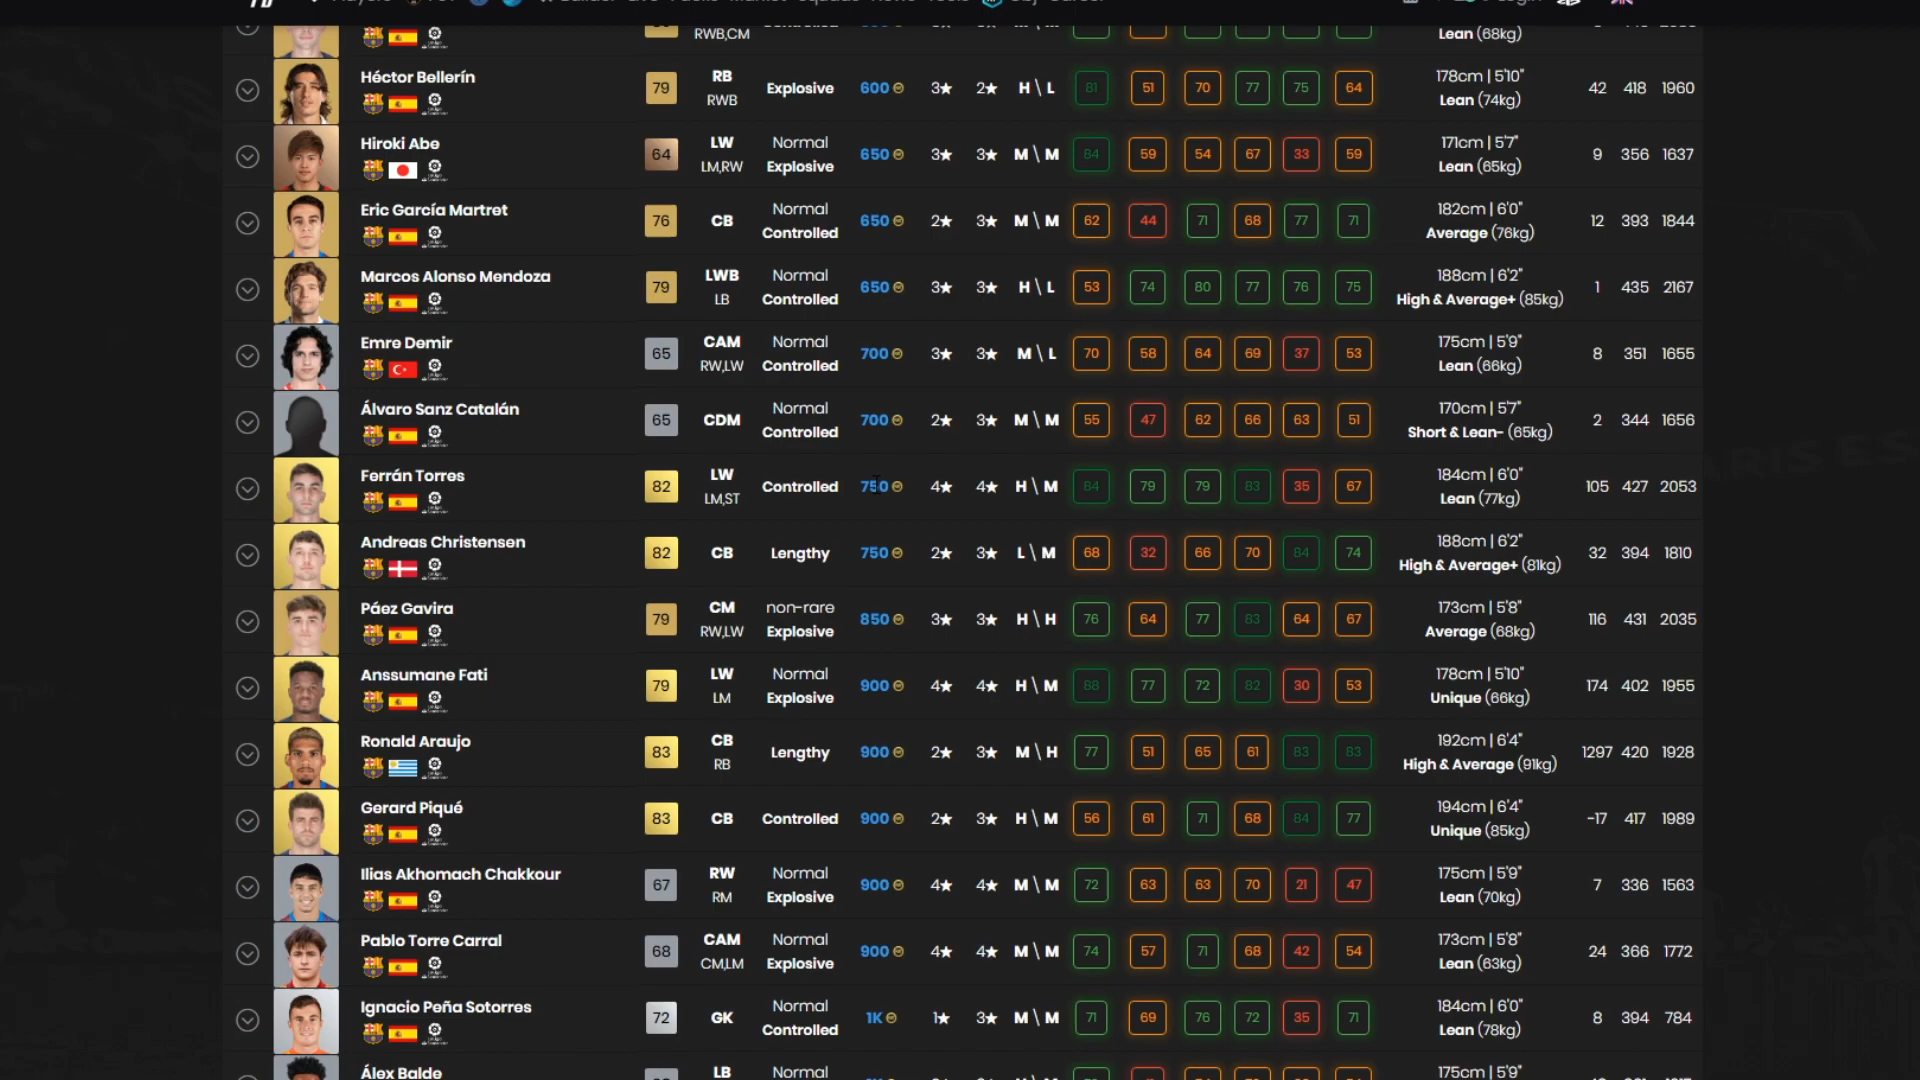 RWB,CM
Lean (68kg)
Héctor Bellerín 79 RB RWB Explosive 600 3★ 2★ H \ L 81 51 70 77 75 64 178cm | 5'10" Lean (74kg) 42 418 1960
Hiroki Abe 64 LW LM,RW Normal Explosive 650 3★ 3★ M \ M 84 59 54 67 33 59 171cm | 5'7" Lean (65kg) 9 356 1637
Eric García Martret 76 CB Normal Controlled 650 2★ 3★ M \ M 62 44 71 68 77 71 182cm | 6'0" Average (76kg) 12 393 1844
Marcos Alonso Mendoza 79 LWB LB Normal Controlled 650 3★ 3★ H \ L 53 74 80 77 76 75 188cm | 6'2" High & Average+ (85kg) 1 435 2167
Emre Demir 65 CAM RW,LW Normal Controlled 700 3★ 3★ M \ L 70 58 64 69 37 53 175cm | 5'9" Lean (66kg) 8 351 1655
Álvaro Sanz Catalán 65 CDM Normal Controlled 700 2★ 3★ M \ M 55 47 62 66 63 51 170cm | 5'7" Short & Lean- (65kg) 2 344 1656
Ferrán Torres 82 LW LM,ST Controlled 750 4★ 4★ H \ M 84 79 79 83 35 67 184cm | 6'0" Lean (77kg) 105 427 2053
Andreas Christensen 82 CB Lengthy 750 2★ 3★ L \ M 68 32 66 70 84 74 188cm | 6'2" High & Average+ (81kg) 32 394 1810
Páez Gavira 79 CM RW,LW non-rare Explosive 850 3★ 3★ H \ H 76 64 77 83 64 67 173cm | 5'8" Average (68kg) 116 431 2035
Anssumane Fati 79 LW LM Normal Explosive 900 4★ 4★ H \ M 88 77 72 82 30 53 178cm | 5'10" Unique (66kg) 174 402 1955
Ronald Araujo 83 CB RB Lengthy 900 2★ 3★ M \ H 77 51 65 61 83 83 192cm | 6'4" High & Average (91kg) 1297 420 1928
Gerard Piqué 83 CB Controlled 900 2★ 3★ H \ M 56 61 71 68 84 77 194cm | 6'4" Unique (85kg) -17 417 1989
Ilias Akhomach Chakkour 67 RW RM Normal Explosive 900 4★ 4★ M \ M 72 63 63 70 21 47 175cm | 5'9" Lean (70kg) 7 336 1563
Pablo Torre Carral 68 CAM CM,LM Normal Explosive 900 4★ 4★ M \ M 74 57 71 68 42 54 173cm | 5'8" Lean (63kg) 24 366 1772
Ignacio Peña Sotorres 72 GK Normal Controlled 1K 1★ 3★ M \ M 71 69 76 72 35 71 184cm | 6'0" Lean (78kg) 8 394 784
Álex Balde LB Normal 175cm | 5'9"